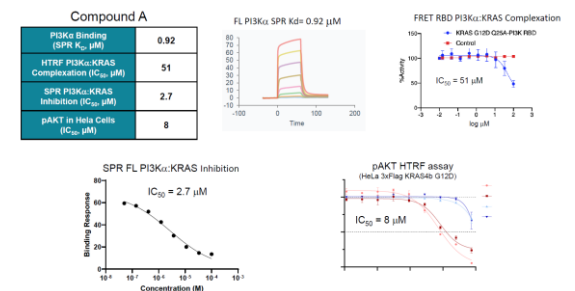 Compound A
PI3Kα Binding
(SPR K_D, μM)
0.92
HTRF PI3Kα:KRAS
Complexation (IC₅₀, μM)
51
SPR PI3Kα:KRAS
Inhibition (IC₅₀, μM)
2.7
pAKT in Hela Cells
(IC₅₀, μM)
8
FL PI3Kα SPR Kd= 0.92 μM
80
70
60
50
40
30
20
10
0
-10
-100
0
100
200
Time
FRET RBD PI3Kα:KRAS Complexation
KRAS G12D Q25A-PI3K RBD
Control
150
100
50
0
%Activity
IC₅₀ = 51 μM
-3
-2
-1
0
1
2
3
log μM
SPR FL PI3Kα:KRAS Inhibition
IC₅₀ = 2.7 μM
Binding Response
80
60
40
20
0
10⁻⁸
10⁻⁷
10⁻⁶
10⁻⁵
10⁻⁴
10⁻³
Concentration (M)
pAKT HTRF assay
(HeLa 3xFlag KRAS4b G12D)
IC₅₀ = 8 μM